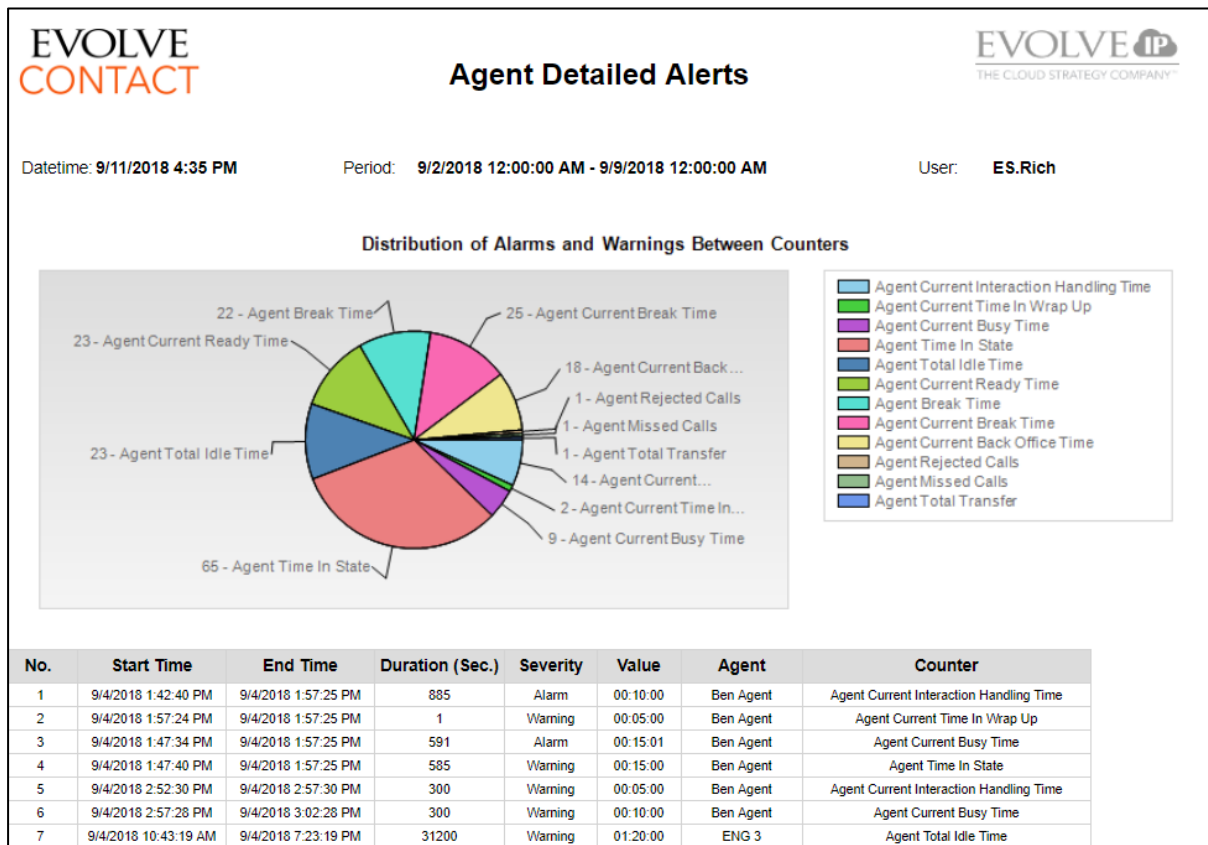 EVOLVE
CONTACT
Agent Detailed Alerts
EVOLVE IP
THE CLOUD STRATEGY COMPANY™
Datetime: 9/11/2018 4:35 PM Period: 9/2/2018 12:00:00 AM - 9/9/2018 12:00:00 AM User: ES.Rich
Distribution of Alarms and Warnings Between Counters
22 - Agent Break Time
25 - Agent Current Break Time
23 - Agent Current Ready Time
18 - Agent Current Back...
1 - Agent Rejected Calls
1 - Agent Missed Calls
23 - Agent Total Idle Time
1 - Agent Total Transfer
14 - Agent Current...
2 - Agent Current Time In...
9 - Agent Current Busy Time
65 - Agent Time In State
Agent Current Interaction Handling Time
Agent Current Time In Wrap Up
Agent Current Busy Time
Agent Time In State
Agent Total Idle Time
Agent Current Ready Time
Agent Break Time
Agent Current Break Time
Agent Current Back Office Time
Agent Rejected Calls
Agent Missed Calls
Agent Total Transfer
No. Start Time End Time Duration (Sec.) Severity Value Agent Counter
1 9/4/2018 1:42:40 PM 9/4/2018 1:57:25 PM 885 Alarm 00:10:00 Ben Agent Agent Current Interaction Handling Time
2 9/4/2018 1:57:24 PM 9/4/2018 1:57:25 PM 1 Warning 00:05:00 Ben Agent Agent Current Time In Wrap Up
3 9/4/2018 1:47:34 PM 9/4/2018 1:57:25 PM 591 Alarm 00:15:01 Ben Agent Agent Current Busy Time
4 9/4/2018 1:47:40 PM 9/4/2018 1:57:25 PM 585 Warning 00:15:00 Ben Agent Agent Time In State
5 9/4/2018 2:52:30 PM 9/4/2018 2:57:30 PM 300 Warning 00:05:00 Ben Agent Agent Current Interaction Handling Time
6 9/4/2018 2:57:28 PM 9/4/2018 3:02:28 PM 300 Warning 00:10:00 Ben Agent Agent Current Busy Time
7 9/4/2018 10:43:19 AM 9/4/2018 7:23:19 PM 31200 Warning 01:20:00 ENG 3 Agent Total Idle Time